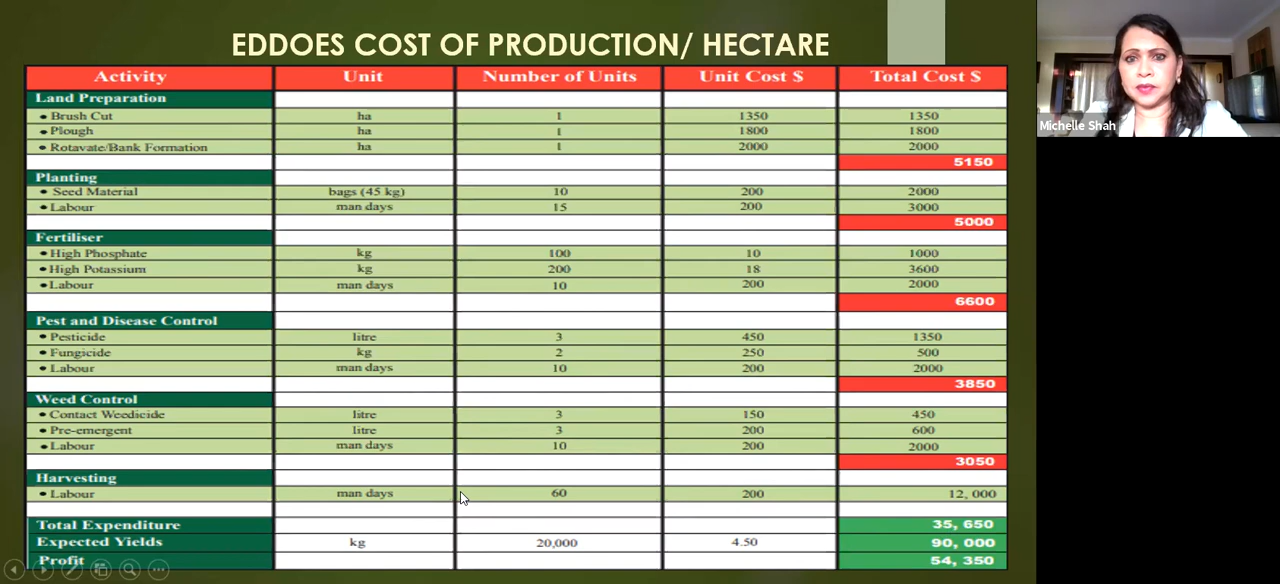 EDDOES COST OF PRODUCTION/ HECTARE
Activity Unit Number of Units Unit Cost $ Total Cost $
Land Preparation
• Brush Cut ha 1 1350 1350
• Plough ha 1 1800 1800
• Rotavate/Bank Formation ha 1 2000 2000
5150
Planting
• Seed Material bags (45 kg) 10 200 2000
• Labour man days 15 200 3000
5000
Fertiliser
• High Phosphate kg 100 10 1000
• High Potassium kg 200 18 3600
• Labour man days 10 200 2000
6600
Pest and Disease Control
• Pesticide litre 3 450 1350
• Fungicide kg 2 250 500
• Labour man days 10 200 2000
3850
Weed Control
• Contact Weedicide litre 3 150 450
• Pre-emergent litre 3 200 600
• Labour man days 10 200 2000
3050
Harvesting
• Labour man days 60 200 12, 000
Total Expenditure 35, 650
Expected Yields kg 20,000 4.50 90, 000
Profit 54, 350
Michelle Shah